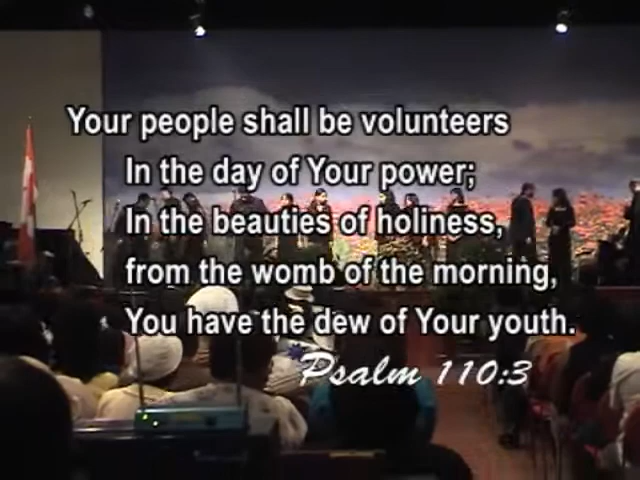 Your people shall be volunteers
In the day of Your power;
In the beauties of holiness,
from the womb of the morning,
You have the dew of Your youth.
Psalm 110:3